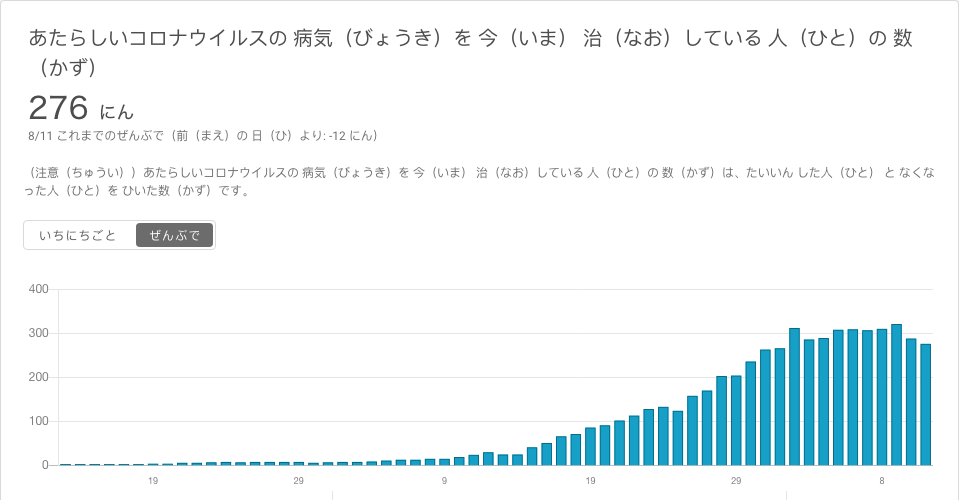 あたらしいコロナウイルスの 病気（びょうき）を 今（いま） 治（なお）している 人（ひと）の 数
（かず）
276 にん
8/11 これまでのぜんぶで（前（まえ）の 日（ひ）より: -12 にん）
（注意（ちゅうい））あたらしいコロナウイルスの 病気（びょうき）を 今（いま） 治（なお）している 人（ひと）の 数（かず）は、たいいん した人（ひと） と なくな
った人（ひと）を ひいた数（かず）です。
いちにちごと ぜんぶで
400
300
200
100
0
19 29 9 19 29 8